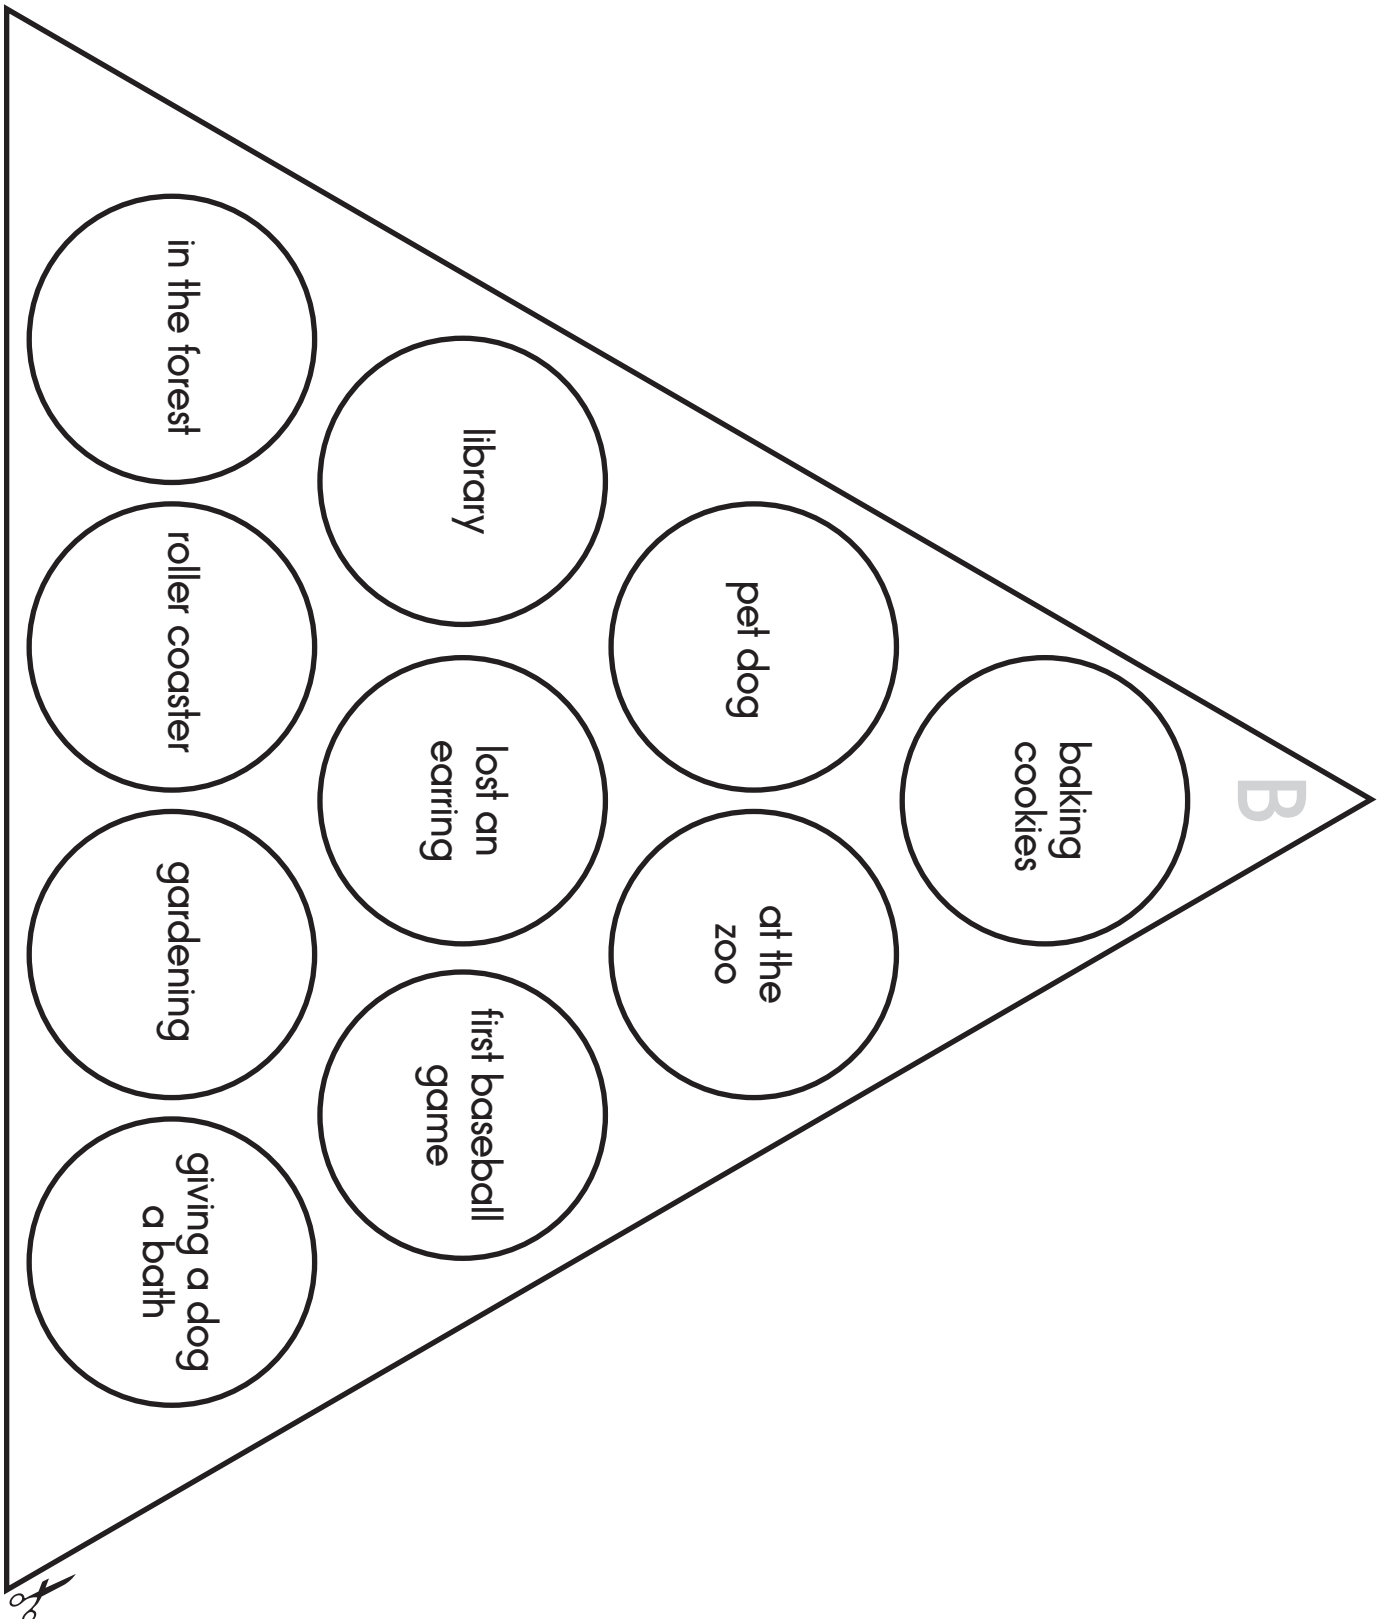 B
baking
cookies
pet dog
at the
zoo
library
lost an
earring
first baseball
game
in the forest
roller coaster
gardening
giving a dog
a bath